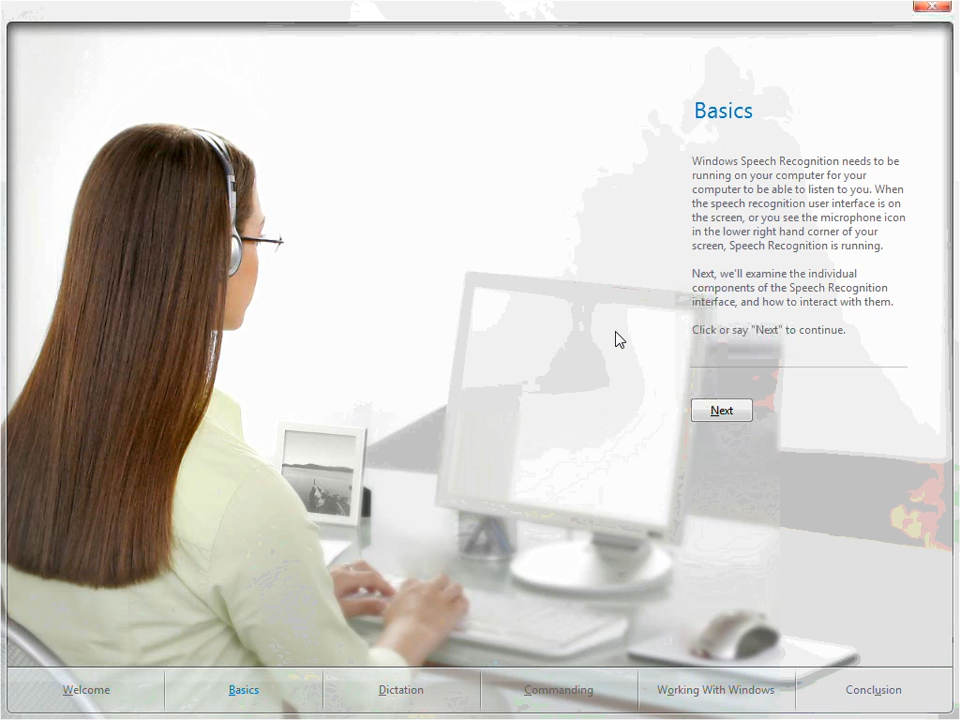 Basics
Windows Speech Recognition needs to be
running on your computer for your
computer to be able to listen to you. When
the speech recognition user interface is on
the screen, or you see the microphone icon
in the lower right hand corner of your
screen, Speech Recognition is running.
Next, we'll examine the individual
components of the Speech Recognition
interface, and how to interact with them.
Click or say "Next" to continue.
Next
Welcome
Basics
Dictation
Commanding
Working With Windows
Conclusion